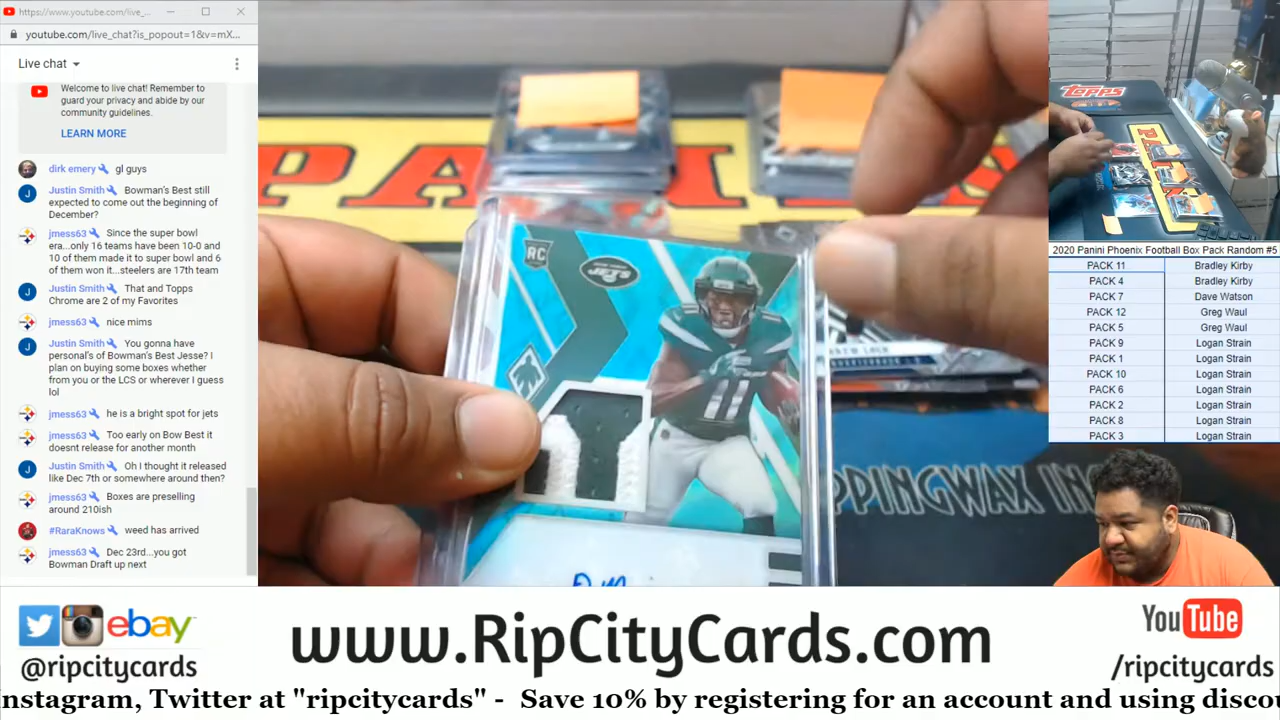 https://www.youtube.com/live_...
youtube.com/live_chat?is_popout=1&v=mX...
Live chat
Welcome to live chat! Remember to
guard your privacy and abide by our
community guidelines.
LEARN MORE
dirk emery gl guys
Justin Smith Bowman's Best still
expected to come out the beginning of
December?
jmess63 Since the super bowl
era...only 16 teams have been 10-0 and
10 of them made it to super bowl and 6
of them won it...steelers are 17th team
Justin Smith That and Topps
Chrome are 2 of my Favorites
jmess63 nice mims
Justin Smith You gonna have
personal's of Bowman's Best Jesse? I
plan on buying some boxes whether
from you or the LCS or wherever I guess
lol
jmess63 he is a bright spot for jets
jmess63 Too early on Bow Best it
doesnt release for another month
Justin Smith Oh I thought it released
like Dec 7th or somewhere around then?
jmess63 Boxes are preselling
around 210ish
#RaraKnows weed has arrived
jmess63 Dec 23rd...you got
Bowman Draft up next
RC
JETS
11
PPINGWAX INC
topps
2020 Panini Phoenix Football Box Pack Random #5
PACK 11 Bradley Kirby
PACK 4 Bradley Kirby
PACK 7 Dave Watson
PACK 12 Greg Waul
PACK 5 Greg Waul
PACK 9 Logan Strain
PACK 1 Logan Strain
PACK 10 Logan Strain
PACK 6 Logan Strain
PACK 2 Logan Strain
PACK 8 Logan Strain
PACK 3 Logan Strain
ebay
@ripcitycards
www.RipCityCards.com
YouTube
/ripcitycards
nstagram, Twitter at "ripcitycards" - Save 10% by registering for an account and using disco